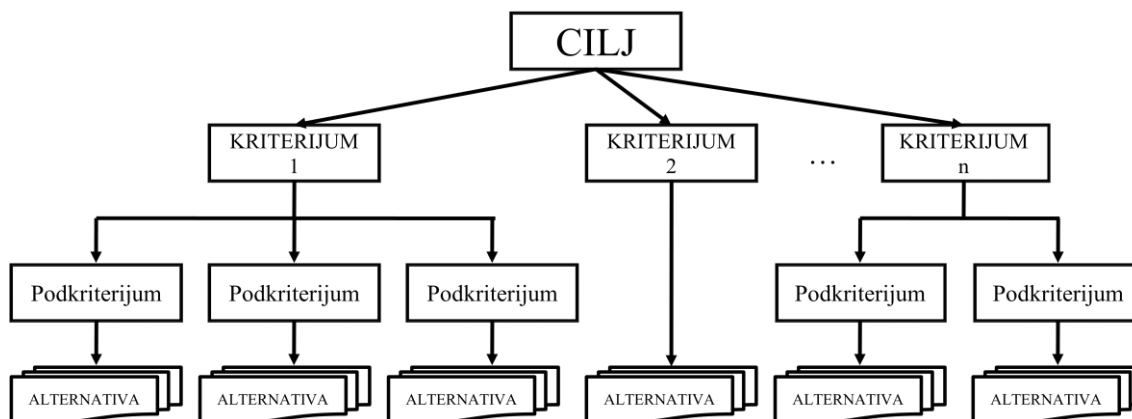 CILJ
KRITERIJUM
1
KRITERIJUM
2
...
KRITERIJUM
n
Podkriterijum
Podkriterijum
Podkriterijum
Podkriterijum
Podkriterijum
ALTERNATIVA
ALTERNATIVA
ALTERNATIVA
ALTERNATIVA
ALTERNATIVA
ALTERNATIVA